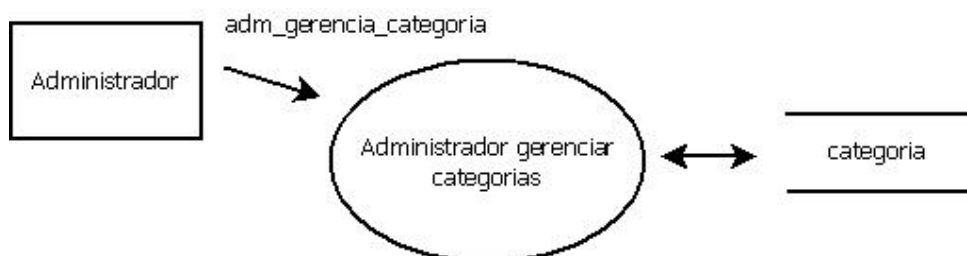 adm_gerencia_categoria
Administrador
Administrador gerenciar
categorias
categoria